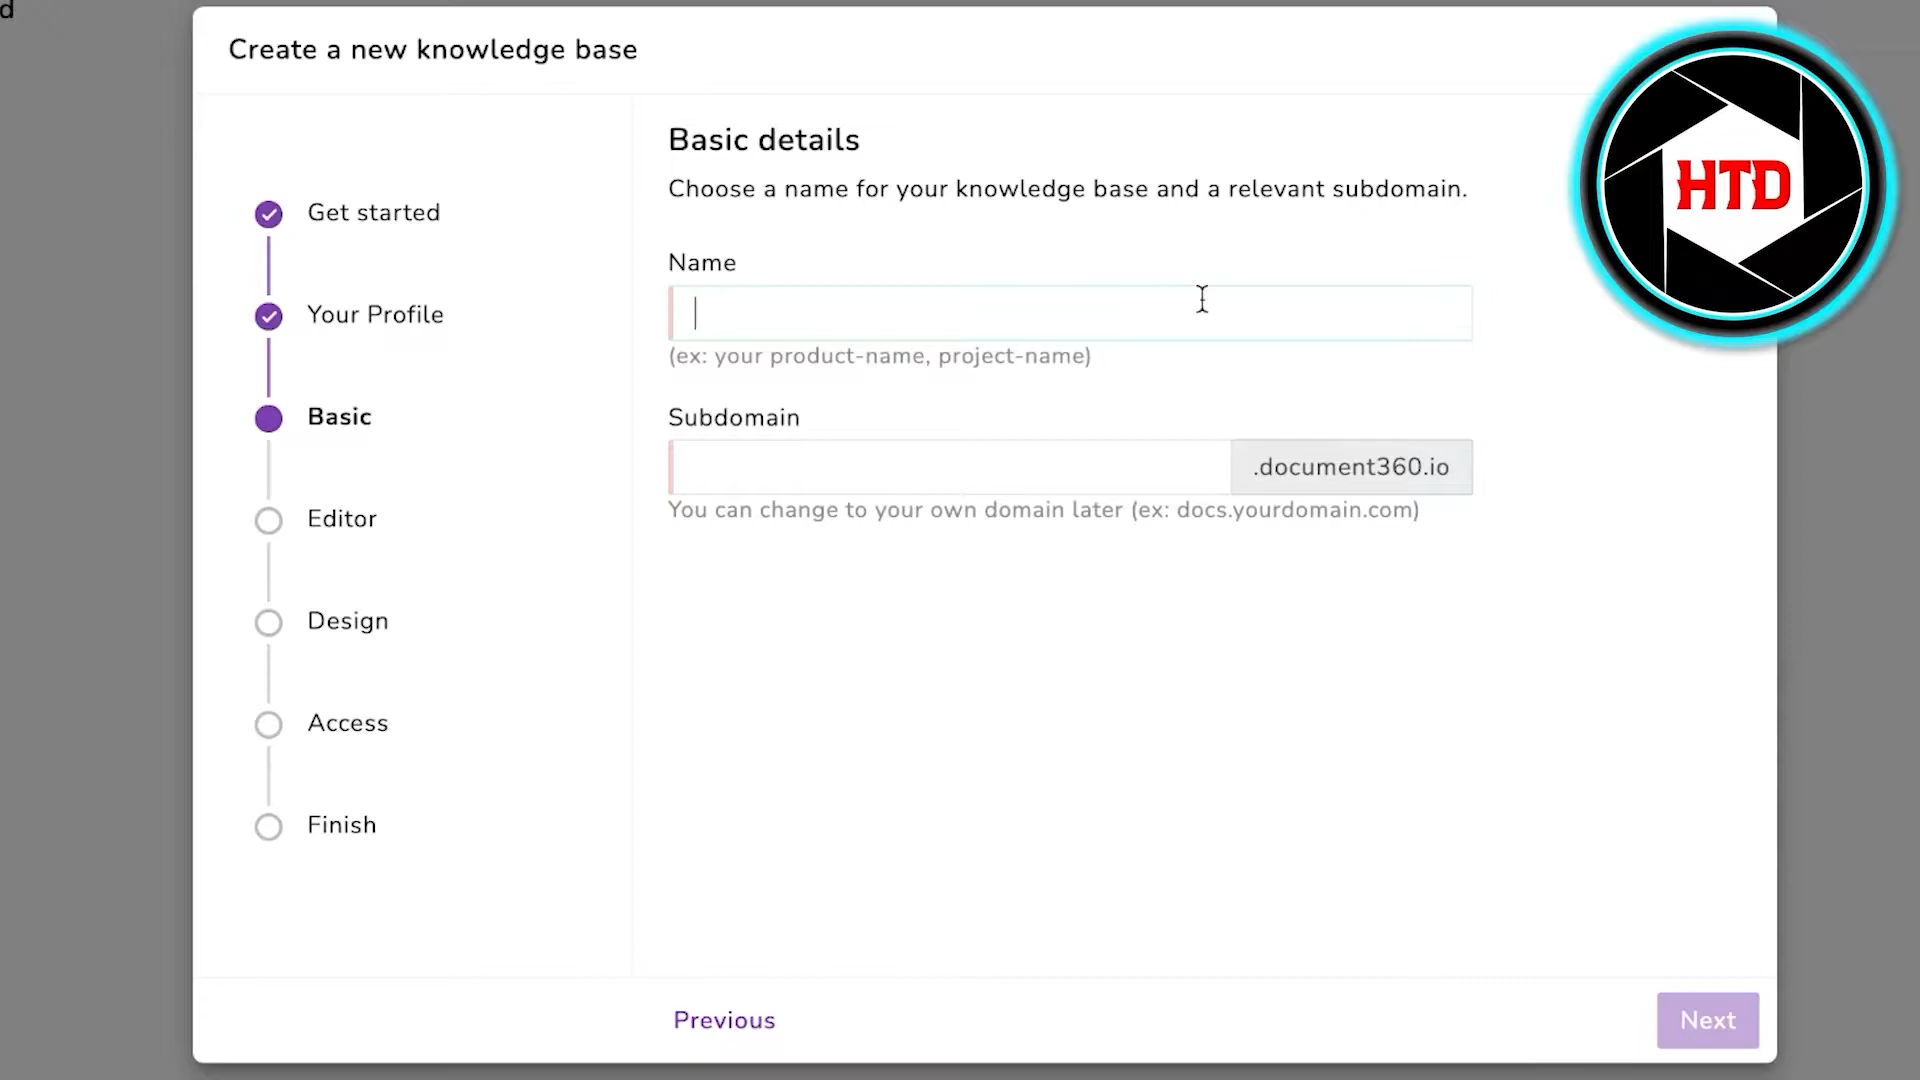 d
Create a new knowledge base
HTD
Basic details
Choose a name for your knowledge base and a relevant subdomain.
Get started
Your Profile
Basic
Editor
Design
Access
Finish
Name
(ex: your product-name, project-name)
Subdomain
.document360.io
You can change to your own domain later (ex: docs.yourdomain.com)
Previous
Next